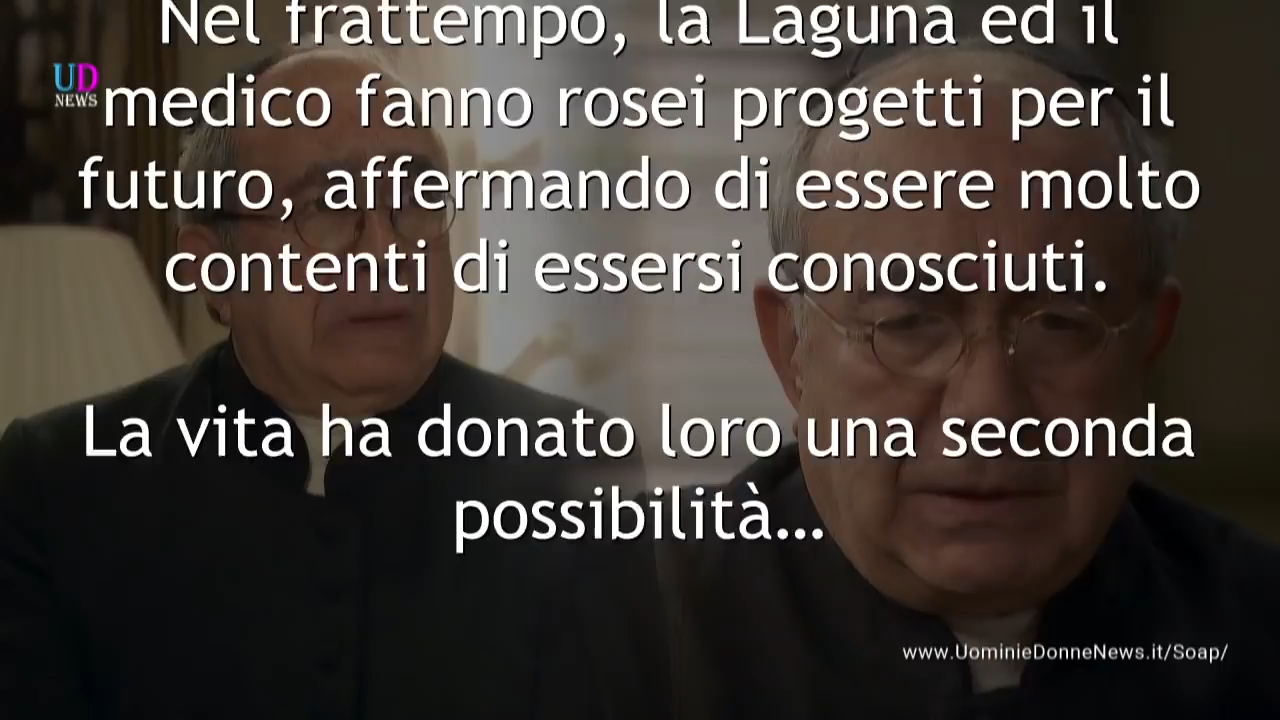 Nel frattempo, la Laguna ed il
UD
NEWS
medico fanno rosei progetti per il
futuro, affermando di essere molto
contenti di essersi conosciuti.
La vita ha donato loro una seconda
possibilità...
www.UominieDonneNews.it/Soap/